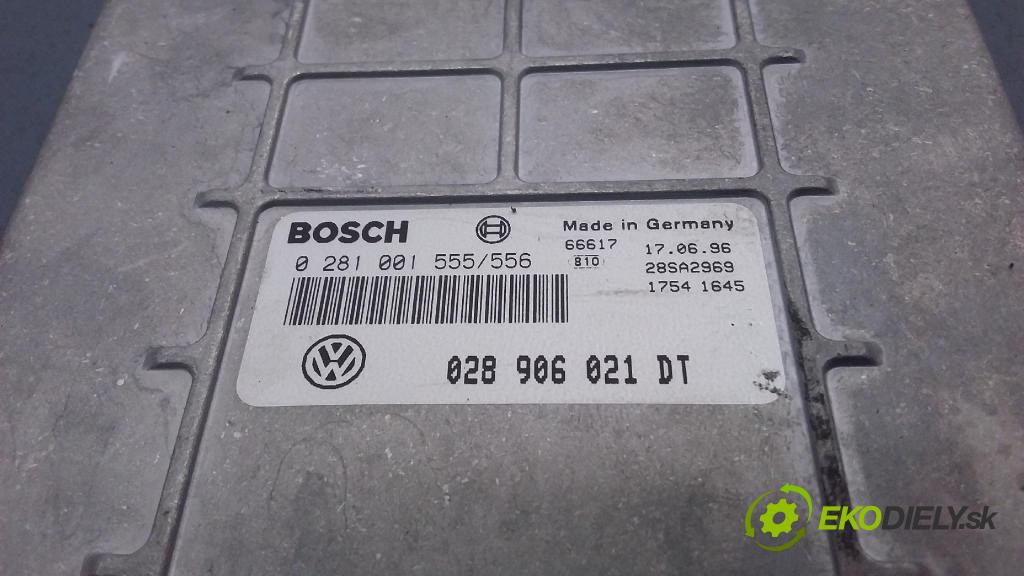 BOSCH
Made in Germany
0 281 001 555/556
66617 17.06.96
810 28SA2969
1754 1645
VW
028 906 021 DT
EKODIELY.sk